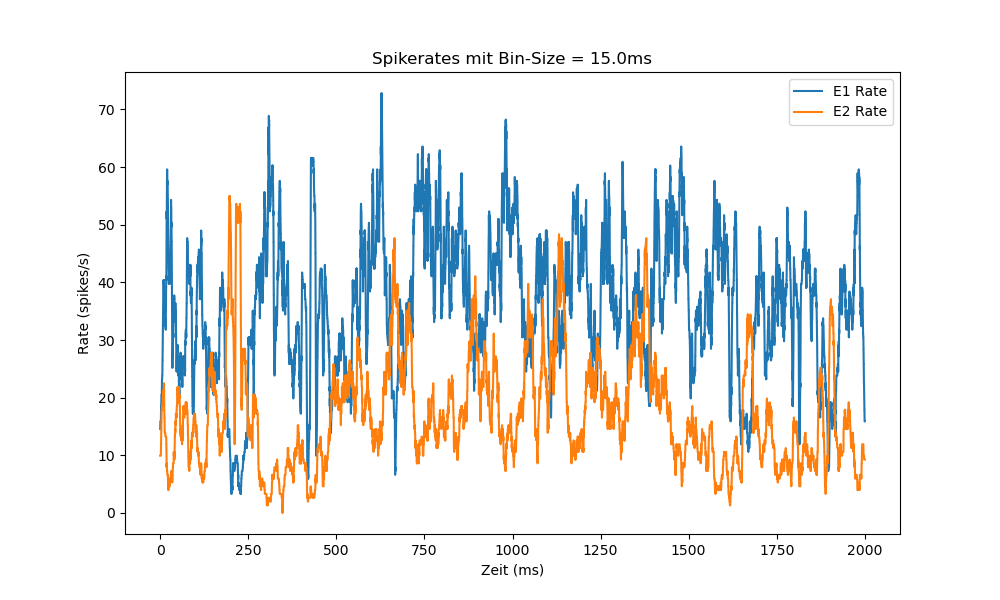 Spikerates mit Bin-Size = 15.0ms
E1 Rate
E2 Rate
Rate (spikes/s)
70
60
50
40
30
20
10
0
0 250 500 750 1000 1250 1500 1750 2000
Zeit (ms)